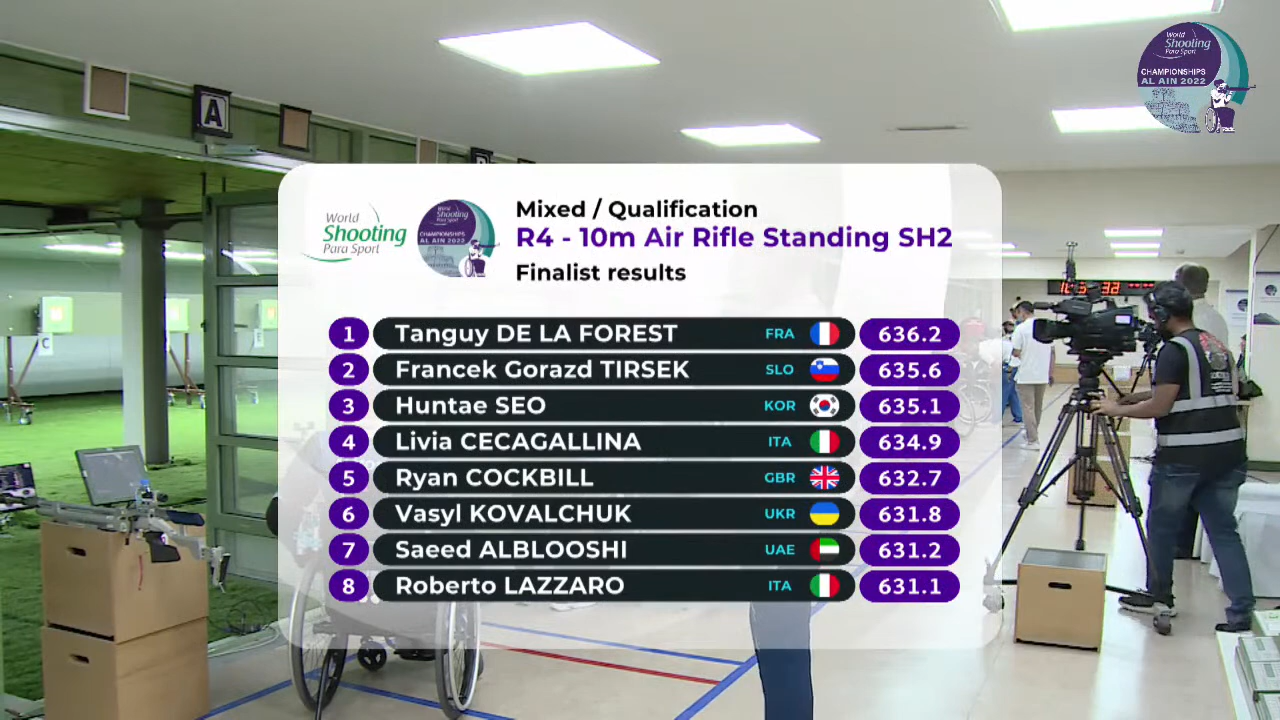 World
Shooting
Para Sport
CHAMPIONSHIPS
AL AIN 2022
A
World
Shooting
Para Sport
World
Shooting
Para Sport
CHAMPIONSHIPS
AL AIN 2022
Mixed / Qualification
R4 - 10m Air Rifle Standing SH2
Finalist results
1 Tanguy DE LA FOREST FRA 636.2
2 Francek Gorazd TIRSEK SLO 635.6
3 Huntae SEO KOR 635.1
4 Livia CECAGALLINA ITA 634.9
5 Ryan COCKBILL GBR 632.7
6 Vasyl KOVALCHUK UKR 631.8
7 Saeed ALBLOOSHI UAE 631.2
8 Roberto LAZZARO ITA 631.1
C